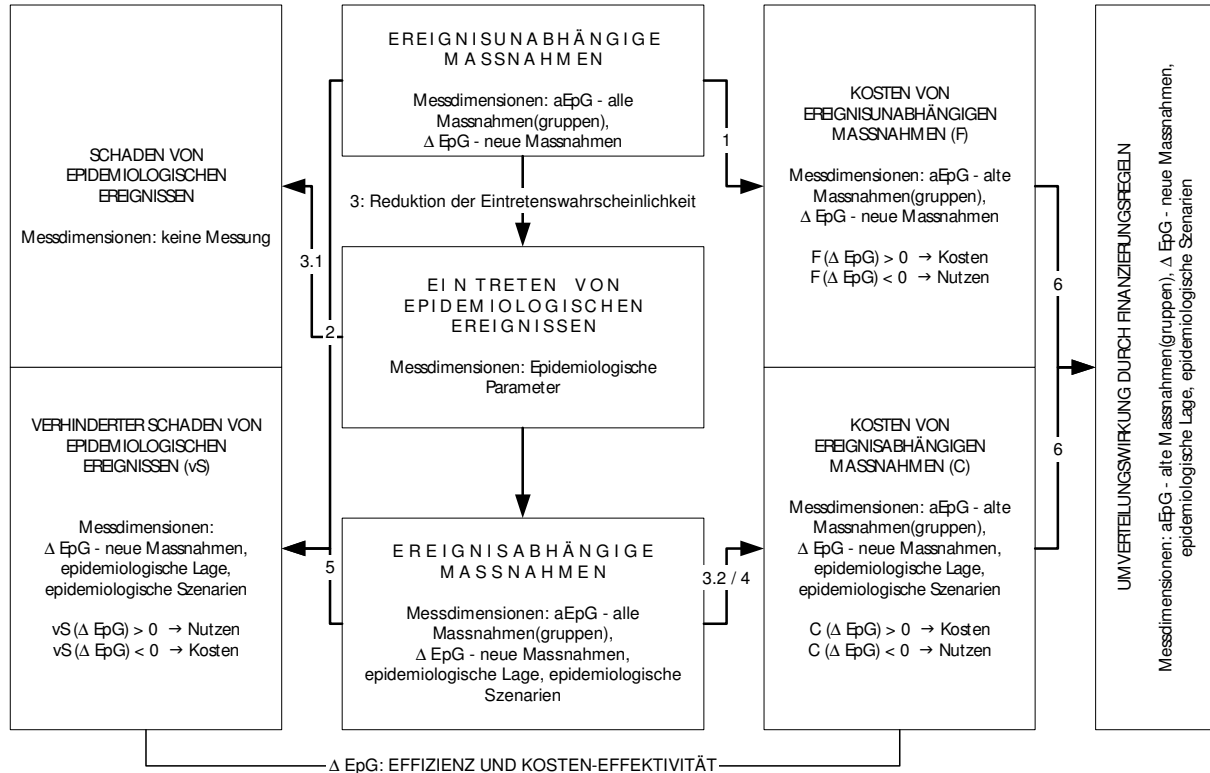 SCHADEN VON
EPIDEMIOLOGISCHEN
EREIGNISSEN
Messdimensionen: keine Messung
VERHINDERTER SCHADEN VON
EPIDEMIOLOGISCHEN
EREIGNISSEN (vS)
Messdimensionen:
Δ EpG - neue Massnahmen,
epidemiologische Lage,
epidemiologische Szenarien
vS (Δ EpG) > 0 → Nutzen
vS (Δ EpG) < 0 → Kosten
EREIGNISUNABHÄNGIGE
MASSNAHMEN
Messdimensionen: aEpG - alle
Massnahmen(gruppen),
Δ EpG - neue Massnahmen
3: Reduktion der Eintretenswahrscheinlichkeit
EINTRETEN VON
EPIDEMIOLOGISCHEN
EREIGNISSEN
Messdimensionen: Epidemiologische
Parameter
EREIGNISABHÄNGIGE
MASSNAHMEN
Messdimensionen: aEpG - alle
Massnahmen(gruppen),
Δ EpG - neue Massnahmen,
epidemiologische Lage, epidemiologische
Szenarien
1
2
3.1
5
3.2 / 4
6
6
KOSTEN VON
EREIGNISUNABHÄNGIGEN
MASSNAHMEN (F)
Messdimensionen: aEpG - alte
Massnahmen(gruppen),
Δ EpG - neue Massnahmen
F (Δ EpG) > 0 → Kosten
F (Δ EpG) < 0 → Nutzen
KOSTEN VON
EREIGNISABHÄNGIGEN
MASSNAHMEN (C)
Messdimensionen: aEpG - alte
Massnahmen(gruppen),
Δ EpG - neue Massnahmen,
epidemiologische Lage,
epidemiologische Szenarien
C (Δ EpG) > 0 → Kosten
C (Δ EpG) < 0 → Nutzen
UMVERTEILUNGSWIRKUNG DURCH FINANZIERUNGSREGELN
Messdimensionen: aEpG - alte Massnahmen(gruppen), Δ EpG - neue Massnahmen,
epidemiologische Lage, epidemiologische Szenarien
Δ EpG: EFFIZIENZ UND KOSTEN-EFFEKTIVITÄT